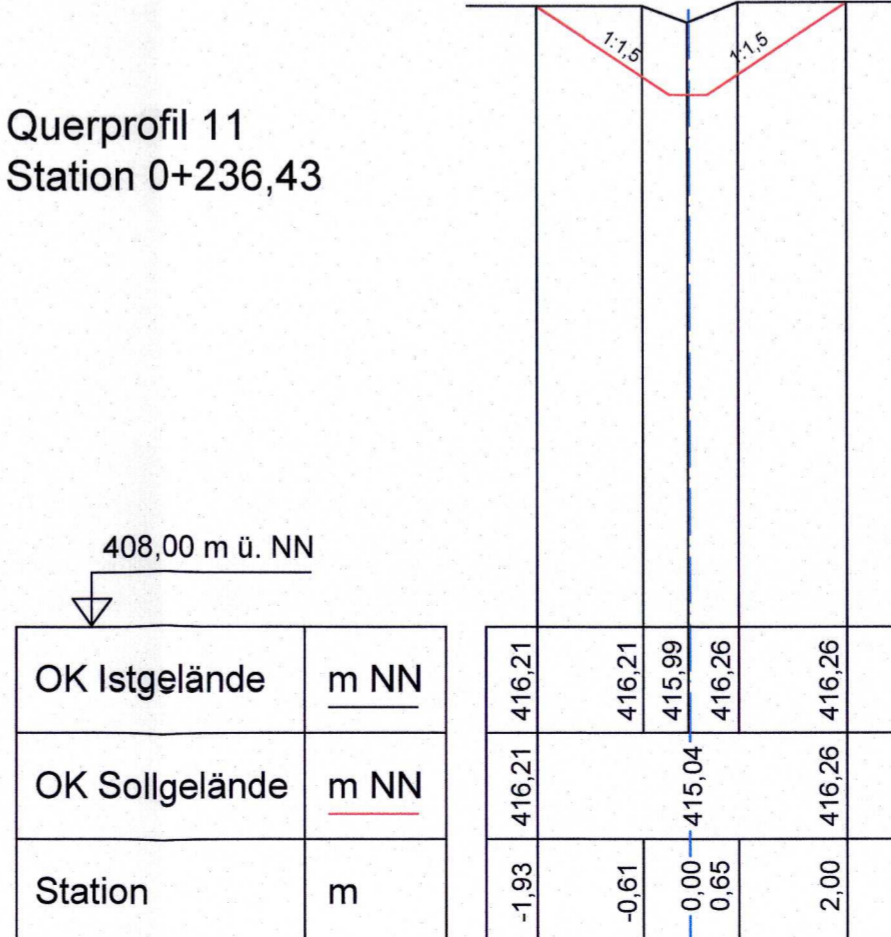 1:1,5
1:1,5
Querprofil 11
Station 0+236,43
408,00 m ü. NN
OK Istgelände m NN 416,21 416,21 415,99 416,26 416,26
OK Sollgelände m NN 416,21 415,04 416,26
Station m -1,93 -0,61 0,00 0,65 2,00